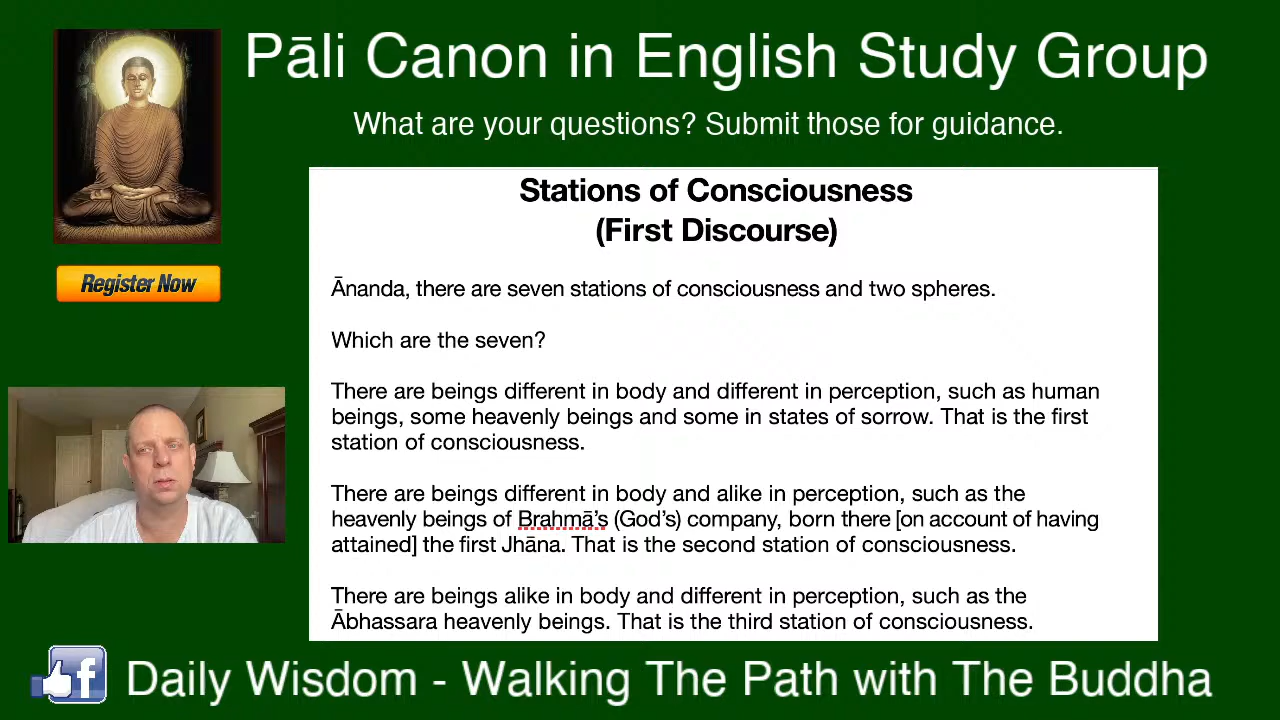 Pāli Canon in English Study Group
What are your questions? Submit those for guidance.
Register Now
Stations of Consciousness
(First Discourse)
Ānanda, there are seven stations of consciousness and two spheres.
Which are the seven?
There are beings different in body and different in perception, such as human
beings, some heavenly beings and some in states of sorrow. That is the first
station of consciousness.
There are beings different in body and alike in perception, such as the
heavenly beings of Brahmā's (God's) company, born there [on account of having
attained] the first Jhāna. That is the second station of consciousness.
There are beings alike in body and different in perception, such as the
Ābhassara heavenly beings. That is the third station of consciousness.
f
Daily Wisdom - Walking The Path with The Buddha